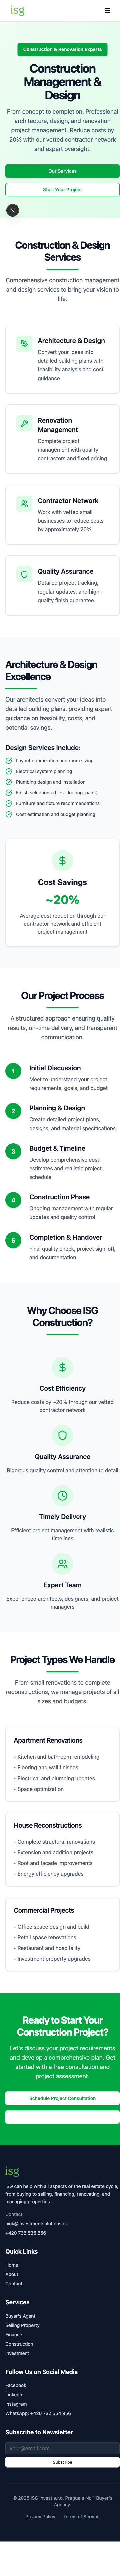 isg
Construction & Renovation Experts
Construction
Management &
Design
From concept to completion. Professional
architecture, design, and renovation
project management. Reduce costs by
20% with our vetted contractor network
and expert oversight.
Our Services
Start Your Project
Construction & Design
Services
Comprehensive construction management
and design services to bring your vision to
life.
Architecture & Design
Convert your ideas into
detailed building plans with
feasibility analysis and cost
guidance
Renovation
Management
Complete project
management with quality
contractors and fixed pricing
Contractor Network
Work with vetted small
businesses to reduce costs
by approximately 20%
Quality Assurance
Detailed project tracking,
regular updates, and high-
quality finish guarantee
Architecture & Design
Excellence
Our architects convert your ideas into
detailed building plans, providing expert
guidance on feasibility, costs, and
potential savings.
Design Services Include:
Layout optimization and room sizing
Electrical system planning
Plumbing design and installation
Finish selections (tiles, flooring, paint)
Furniture and fixture recommendations
Cost estimation and budget planning
Cost Savings
~20%
Average cost reduction through our
contractor network and efficient
project management
Our Project Process
A structured approach ensuring quality
results, on-time delivery, and transparent
communication.
1
Initial Discussion
Meet to understand your project
requirements, goals, and budget
2
Planning & Design
Create detailed project plans,
designs, and material specifications
3
Budget & Timeline
Develop comprehensive cost
estimates and realistic project
schedule
4
Construction Phase
Ongoing management with regular
updates and quality control
5
Completion & Handover
Final quality check, project sign-off,
and documentation
Why Choose ISG
Construction?
Cost Efficiency
Reduce costs by ~20% through our vetted
contractor network
Quality Assurance
Rigorous quality control and attention to detail
Timely Delivery
Efficient project management with realistic
timelines
Expert Team
Experienced architects, designers, and project
managers
Project Types We Handle
From small renovations to complete
reconstructions, we manage projects of all
sizes and budgets.
Apartment Renovations
• Kitchen and bathroom remodeling
• Flooring and wall finishes
• Electrical and plumbing updates
• Space optimization
House Reconstructions
• Complete structural renovations
• Extension and addition projects
• Roof and facade improvements
• Energy efficiency upgrades
Commercial Projects
• Office space design and build
• Retail space renovations
• Restaurant and hospitality
• Investment property upgrades
Ready to Start Your
Construction Project?
Let's discuss your project requirements
and develop a comprehensive plan. Get
started with a free consultation and
project assessment.
Schedule Project Consultation
isg
ISG can help with all aspects of the real estate cycle,
from buying to selling, financing, renovating, and
managing properties.
Contact:
nick@investmentsolutions.cz
+420 736 535 556
Quick Links
Home
About
Contact
Services
Buyer's Agent
Selling Property
Finance
Construction
Investment
Follow Us on Social Media
Facebook
LinkedIn
Instagram
WhatsApp: +420 732 554 956
Subscribe to Newsletter
your@email.com
Subscribe
© 2025 ISG Invest s.r.o. Prague's No 1 Buyer's
Agency.
Privacy Policy Terms of Service